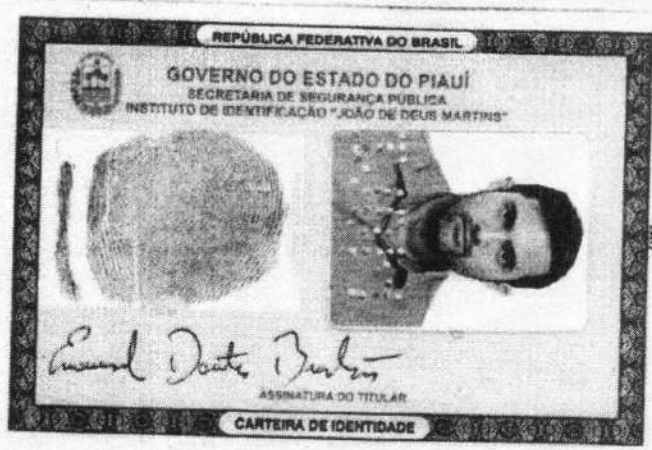 REPÚBLICA FEDERATIVA DO BRASIL
GOVERNO DO ESTADO DO PIAUÍ
SECRETARIA DE SEGURANÇA PÚBLICA
INSTITUTO DE IDENTIFICAÇÃO "JOÃO DE DEUS MARTINS"
ASSINATURA DO TITULAR
CARTEIRA DE IDENTIDADE